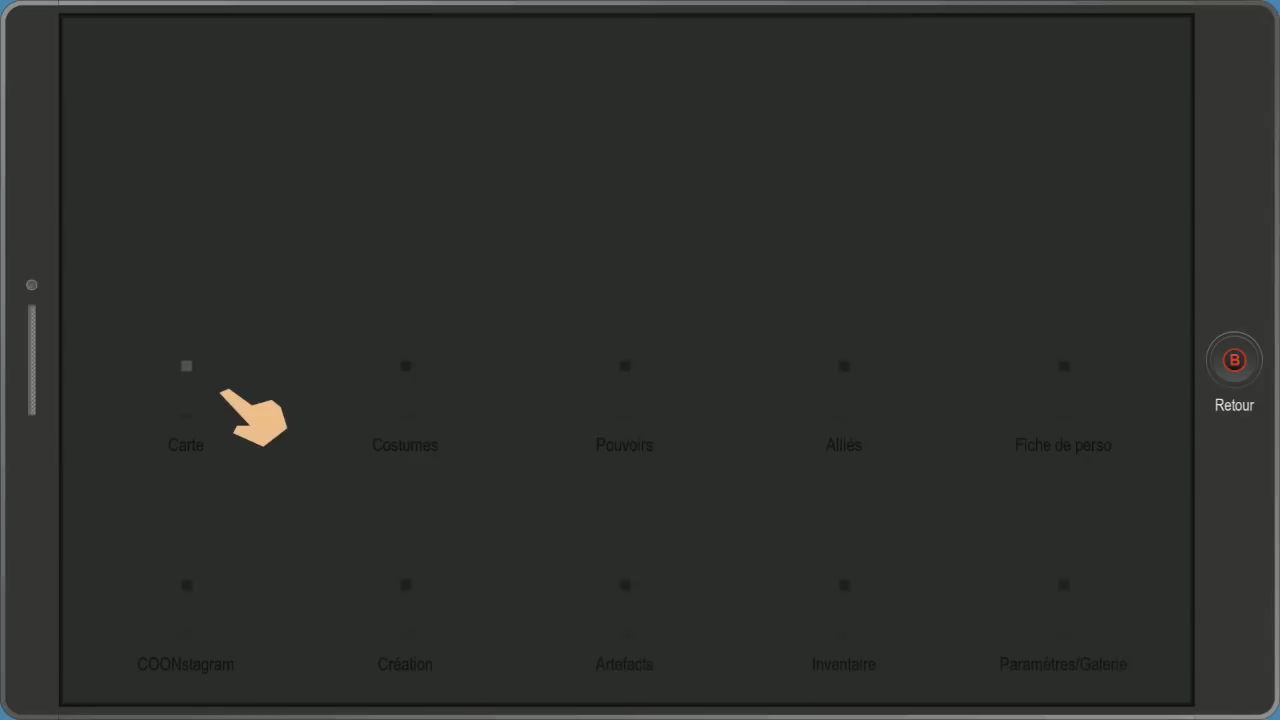 B
Retour
Carte
Costumes
Pouvoirs
Alliés
Fiche de perso
COONstagram
Création
Artefacts
Inventaire
Paramètres/Galerie